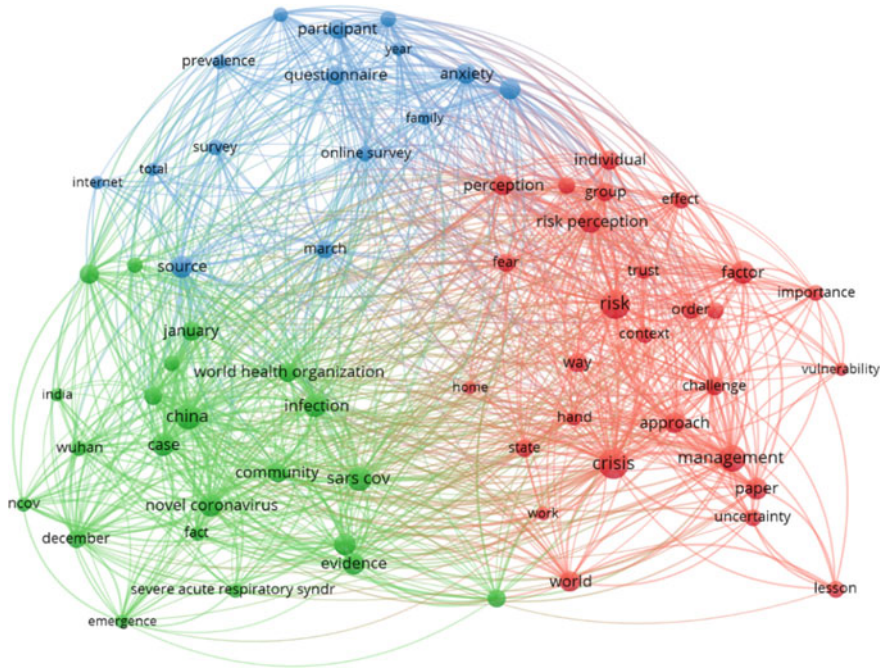 participant
year
prevalence
questionnaire
anxiety
family
survey
online survey
total
internet
individual
perception
group
effect
risk perception
march
source
fear
trust
factor
importance
risk
order
january
context
world health organization
way
vulnerability
home
challenge
india
infection
china
hand
approach
case
wuhan
state
crisis
management
community
sars cov
paper
ncov
novel coronavirus
work
uncertainty
fact
december
evidence
world
severe acute respiratory syndr
lesson
emergence